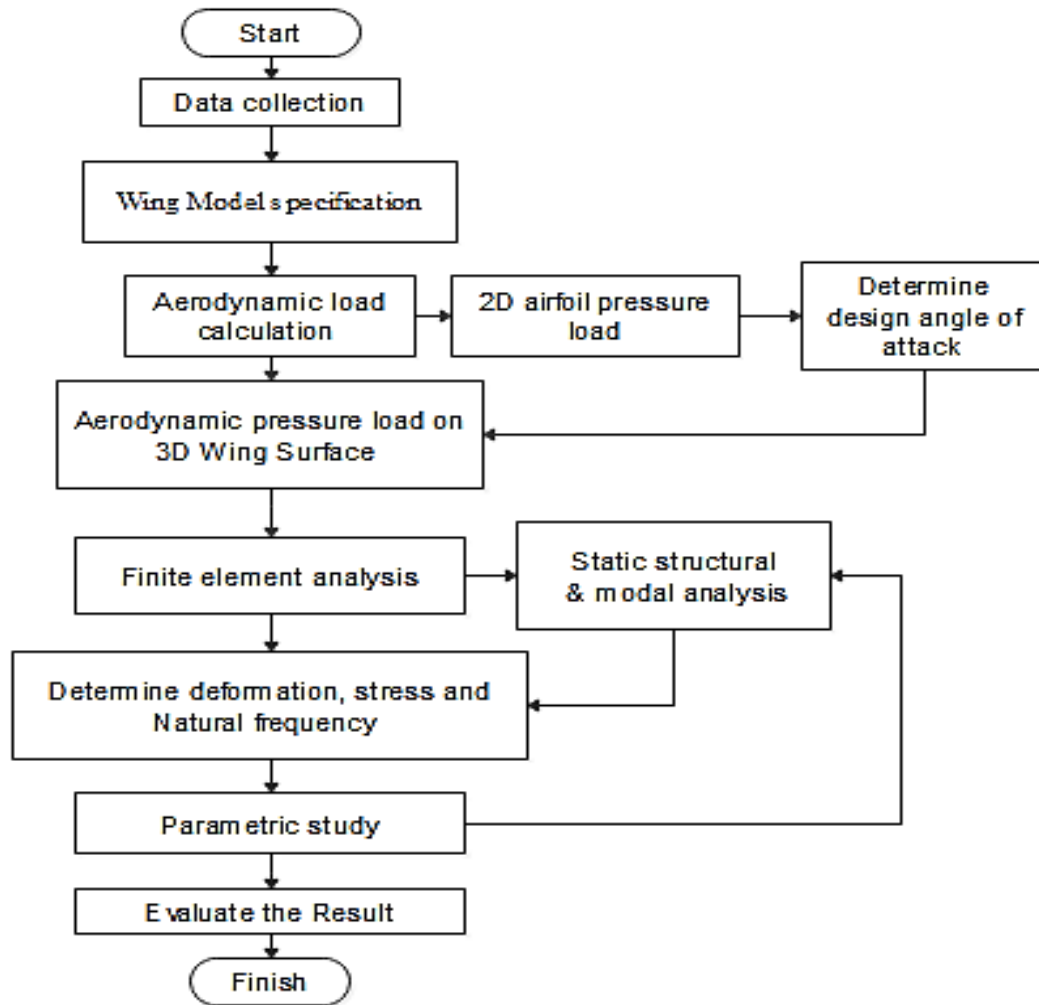 Start
Data collection
Wing Model specification
Aerodynamic load
calculation
2D airfoil pressure
load
Determine
design angle of
attack
Aerodynamic pressure load on
3D Wing Surface
Finite element analysis
Static structural
& modal analysis
Determine deformation, stress and
Natural frequency
Parametric study
Evaluate the Result
Finish